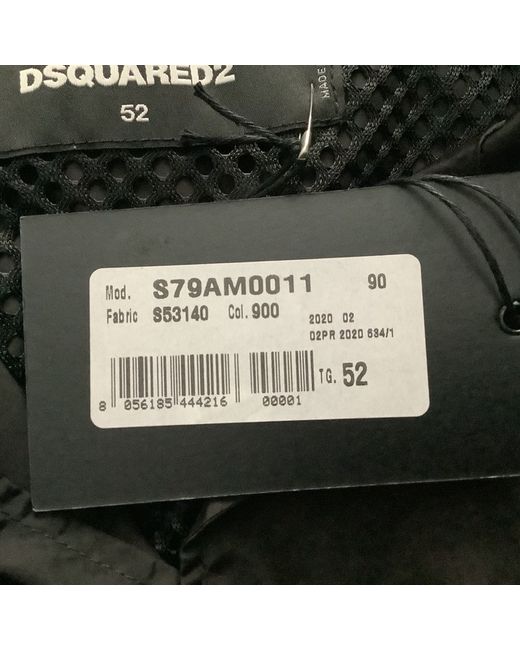 DSQUARED2
52
MADE
Mod. S79AM0011 90
Fabric S53140 Col. 900
2020 02
02PR 2020 634/1
TG. 52
8 056185 444216 00001